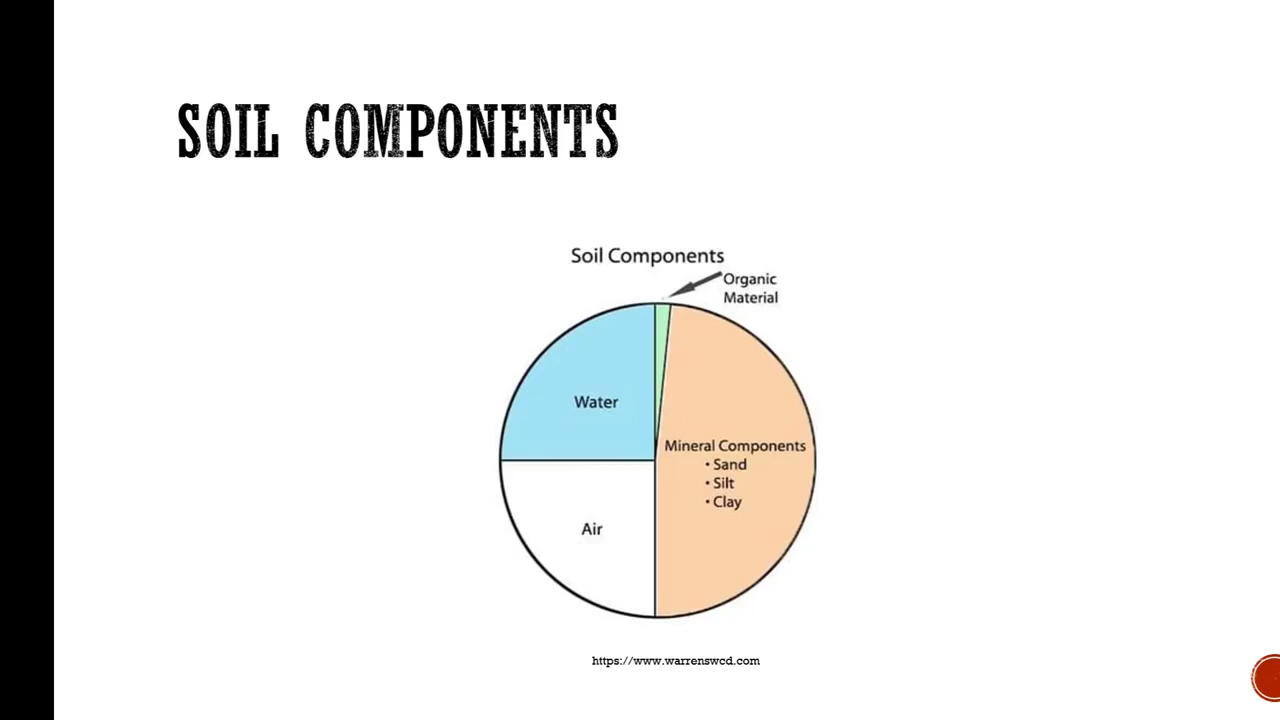 SOIL COMPONENTS
Soil Components
Organic
Material
Water
Mineral Components
• Sand
• Silt
• Clay
Air
https://www.warrenswcd.com